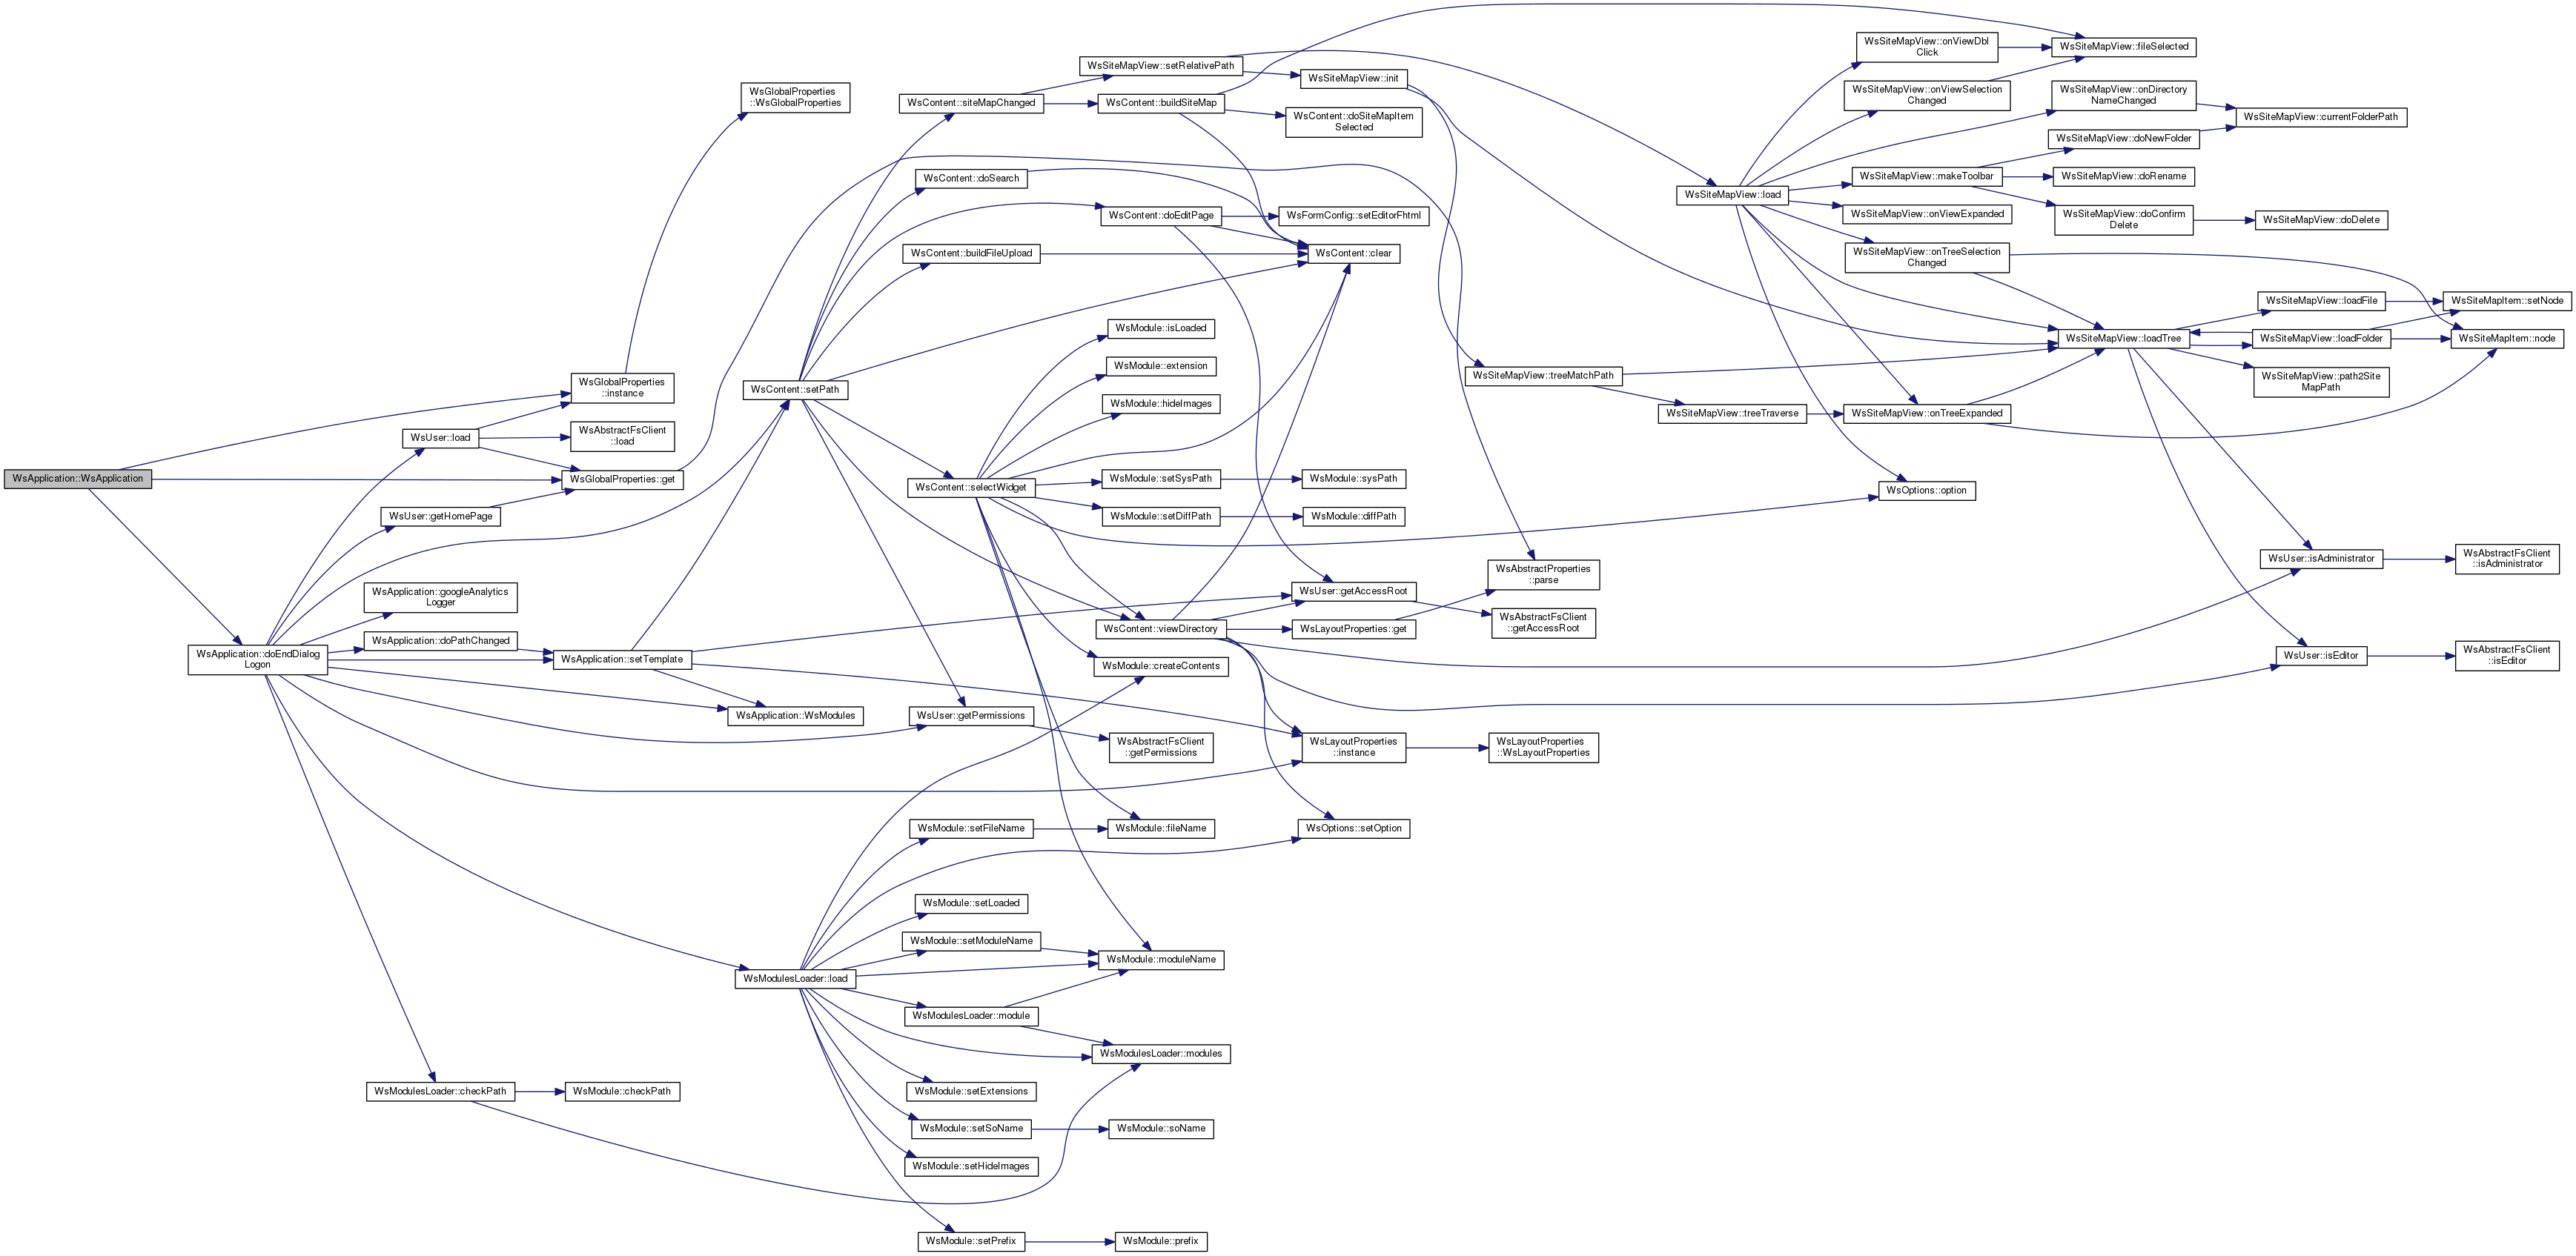 WsApplication::WsApplication
WsApplication::doEndDialog
Logon
WsUser::load
WsUser::getHomePage
WsApplication::googleAnalytics
Logger
WsApplication::doPathChanged
WsModulesLoader::checkPath
WsGlobalProperties
::instance
WsAbstractFsClient
::load
WsGlobalProperties::get
WsApplication::setTemplate
WsModule::checkPath
WsGlobalProperties
::WsGlobalProperties
WsContent::setPath
WsApplication::WsModules
WsModulesLoader::load
WsContent::siteMapChanged
WsContent::doSearch
WsContent::buildFileUpload
WsContent::selectWidget
WsUser::getPermissions
WsModule::setFileName
WsModule::setLoaded
WsModule::setModuleName
WsModulesLoader::module
WsModule::setExtensions
WsModule::setSoName
WsModule::setHideImages
WsModule::setPrefix
WsSiteMapView::setRelativePath
WsContent::buildSiteMap
WsContent::doEditPage
WsModule::isLoaded
WsModule::extension
WsModule::hideImages
WsModule::setSysPath
WsModule::setDiffPath
WsContent::viewDirectory
WsModule::createContents
WsAbstractFsClient
::getPermissions
WsModule::fileName
WsModule::moduleName
WsModulesLoader::modules
WsModule::soName
WsModule::prefix
WsSiteMapView::init
WsContent::doSiteMapItem
Selected
WsFormConfig::setEditorFhtml
WsContent::clear
WsModule::sysPath
WsModule::diffPath
WsUser::getAccessRoot
WsLayoutProperties::get
WsLayoutProperties
::instance
WsOptions::setOption
WsSiteMapView::treeMatchPath
WsAbstractProperties
::parse
WsAbstractFsClient
::getAccessRoot
WsLayoutProperties
::WsLayoutProperties
WsSiteMapView::load
WsSiteMapView::treeTraverse
WsSiteMapView::onViewDbl
Click
WsSiteMapView::onViewSelection
Changed
WsSiteMapView::makeToolbar
WsSiteMapView::onViewExpanded
WsSiteMapView::onTreeSelection
Changed
WsSiteMapView::onTreeExpanded
WsOptions::option
WsSiteMapView::fileSelected
WsSiteMapView::onDirectory
NameChanged
WsSiteMapView::doNewFolder
WsSiteMapView::doRename
WsSiteMapView::doConfirm
Delete
WsSiteMapView::loadTree
WsSiteMapView::currentFolderPath
WsSiteMapView::doDelete
WsSiteMapView::loadFile
WsSiteMapView::loadFolder
WsSiteMapView::path2Site
MapPath
WsUser::isAdministrator
WsUser::isEditor
WsSiteMapItem::setNode
WsSiteMapItem::node
WsAbstractFsClient
::isAdministrator
WsAbstractFsClient
::isEditor